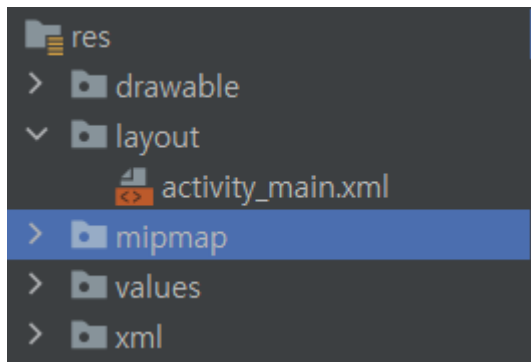 res
drawable
layout
activity_main.xml
mipmap
values
xml